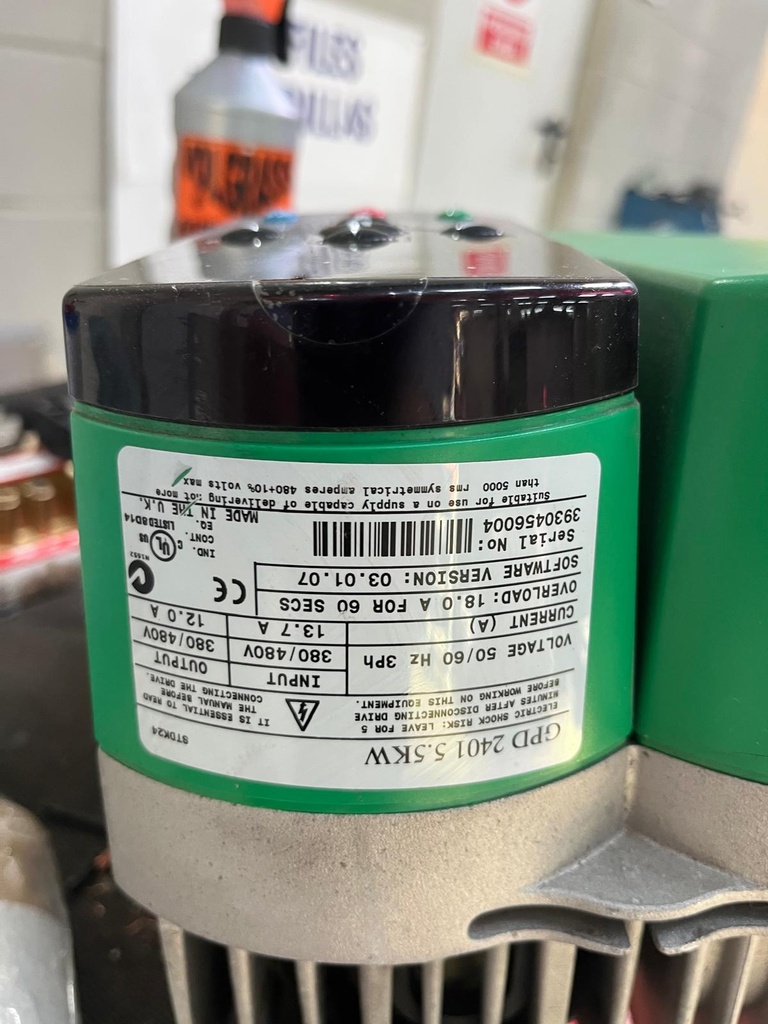 GPD 2401 5.5KW
STDK24
ELECTRIC SHOCK RISK: LEAVE FOR 5
MINUTES AFTER DISCONNECTING DRIVE
BEFORE WORKING ON THIS EQUIPMENT.
IT IS ESSENTIAL TO READ
THE MANUAL BEFORE
CONNECTING THE DRIVE.
INPUT OUTPUT
VOLTAGE 50/60 Hz 3Ph 380/480V 380/480V
CURRENT (A) 13.7 A 12.0 A
OVERLOAD: 18.0 A FOR 60 SECS
SOFTWARE VERSION: 03.01.07
CE
N1652
Serial No:
3930456004
C UL US LISTED 8D14
IND.
CONT.
EQ.
MADE IN THE U.K.
Suitable for use on a supply capable of delivering not more
than 5000 rms symmetrical amperes 480+10% volts max